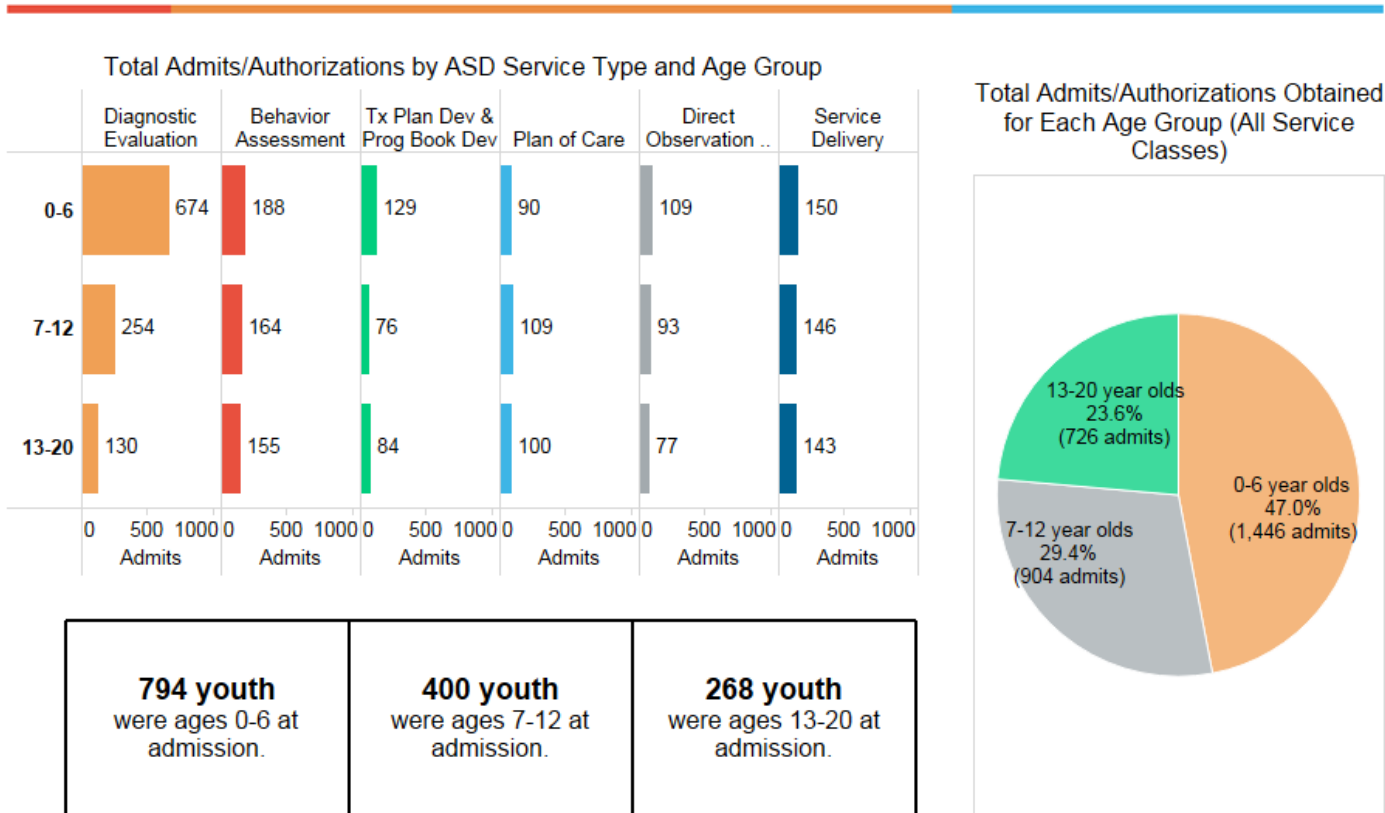 Total Admits/Authorizations by ASD Service Type and Age Group
Diagnostic Evaluation
Behavior Assessment
Tx Plan Dev & Prog Book Dev
Plan of Care
Direct Observation ..
Service Delivery
0-6 674 188 129 90 109 150
7-12 254 164 76 109 93 146
13-20 130 155 84 100 77 143
0 500 1000 0 500 1000 0 500 1000 0 500 1000 0 500 1000 0 500 1000
Admits Admits Admits Admits Admits Admits
794 youth
were ages 0-6 at
admission.
400 youth
were ages 7-12 at
admission.
268 youth
were ages 13-20 at
admission.
Total Admits/Authorizations Obtained
for Each Age Group (All Service
Classes)
13-20 year olds
23.6%
(726 admits)
0-6 year olds
47.0%
(1,446 admits)
7-12 year olds
29.4%
(904 admits)